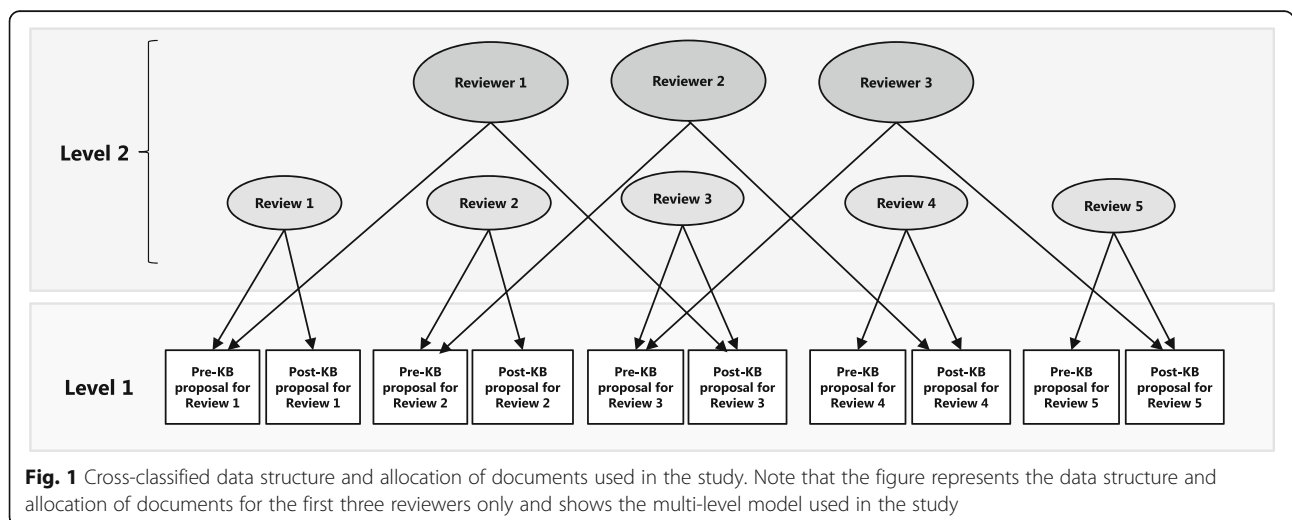 Reviewer 1
Reviewer 2
Reviewer 3
Level 2
Review 1
Review 2
Review 3
Review 4
Review 5
Level 1
Pre-KB
proposal for
Review 1
Post-KB
proposal for
Review 1
Pre-KB
proposal for
Review 2
Post-KB
proposal for
Review 2
Pre-KB
proposal for
Review 3
Post-KB
proposal for
Review 3
Pre-KB
proposal for
Review 4
Post-KB
proposal for
Review 4
Pre-KB
proposal for
Review 5
Post-KB
proposal for
Review 5
Fig. 1 Cross-classified data structure and allocation of documents used in the study. Note that the figure represents the data structure and
allocation of documents for the first three reviewers only and shows the multi-level model used in the study